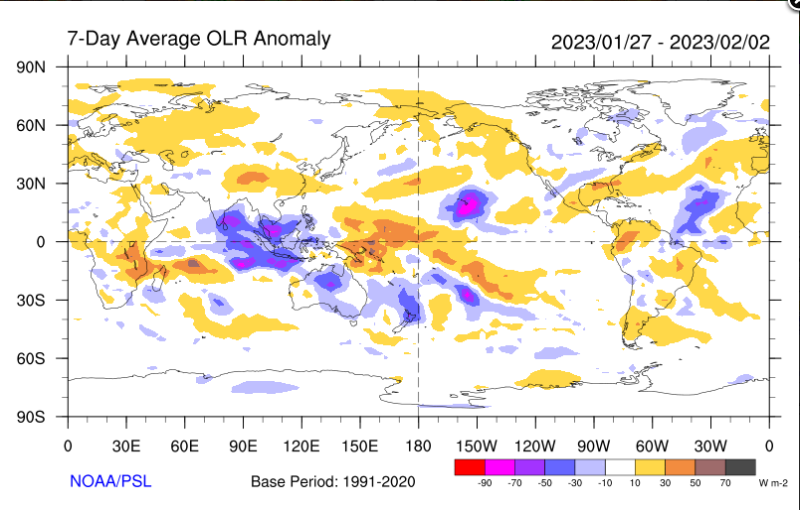 7-Day Average OLR Anomaly 2023/01/27 - 2023/02/02
90N
60N
30N
0
30S
60S
90S
0 30E 60E 90E 120E 150E 180 150W 120W 90W 60W 30W 0
NOAA/PSL Base Period: 1991-2020
-90 -70 -50 -30 -10 10 30 50 70 W m-2